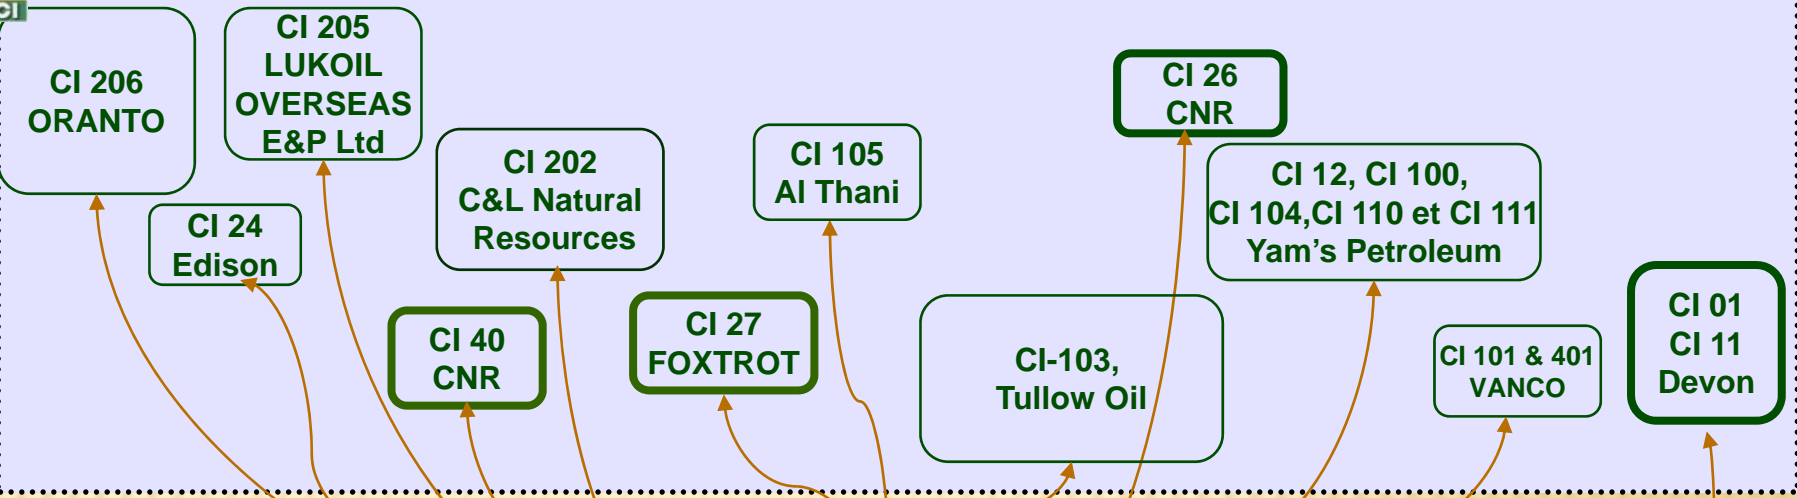 CI
CI 206
ORANTO
CI 205
LUKOIL
OVERSEAS
E&P Ltd
CI 24
Edison
CI 202
C&L Natural
Resources
CI 40
CNR
CI 27
FOXTROT
CI 105
Al Thani
CI-103,
Tullow Oil
CI 26
CNR
CI 12, CI 100,
CI 104,CI 110 et CI 111
Yam’s Petroleum
CI 101 & 401
VANCO
CI 01
CI 11
Devon